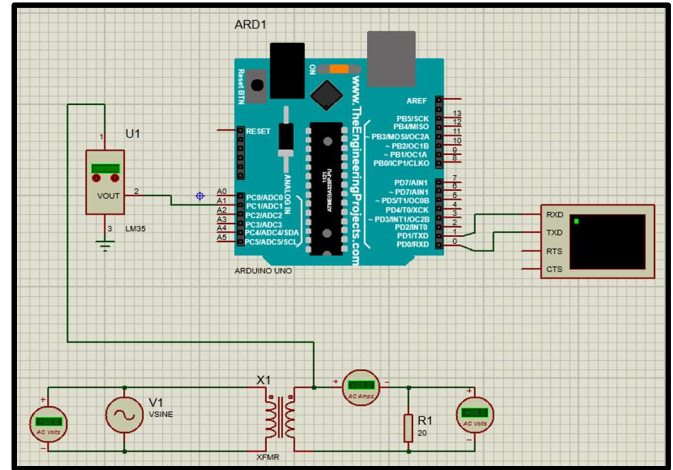 ARD1
ON
Reset BTN
www.TheEngineeringProjects.com
ANALOG IN
RESET
AREF
PB5/SCK 13
PB4/MISO 12
~ PB3/MOSI/OC2A 11
~ PB2/OC1B 10
~ PB1/OC1A 9
PB0/ICP1/CLKO 8
A0 PC0/ADC0
A1 PC1/ADC1
A2 PC2/ADC2
A3 PC3/ADC3
A4 PC4/ADC4/SDA
A5 PC5/ADC5/SCL
PD7/AIN1 7
~ PD7/AIN1 6
~ PD5/T1/OC0B 5
PD4/T0/XCK 4
~ PD3/INT1/OC2B 3
PD2/INT0 2
PD1/TXD 1
PD0/RXD 0
ARDUINO UNO
1
U1
VOUT 2
3
LM35
RXD
TXD
RTS
CTS
+
AC Volts
-
V1
VSINE
X1
XFMR
+ -
AC Amps
R1
20
+
AC Volts
-